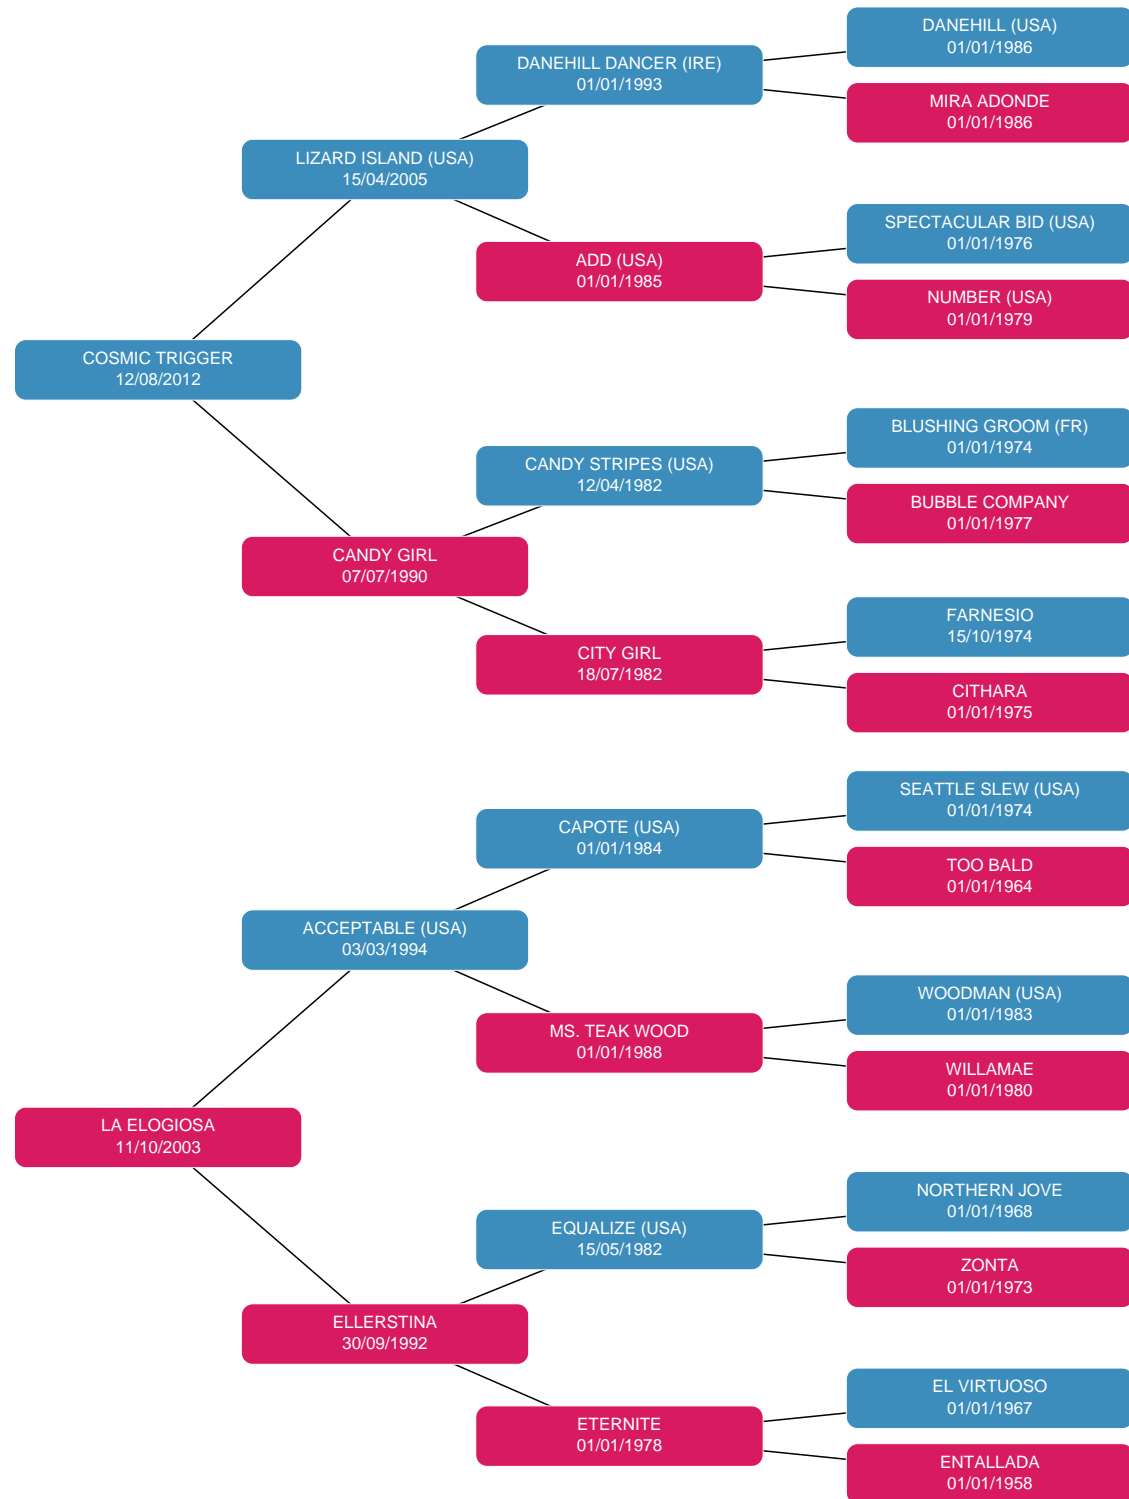 DANEHILL (USA)
01/01/1986
DANEHILL DANCER (IRE)
01/01/1993
MIRA ADONDE
01/01/1986
LIZARD ISLAND (USA)
15/04/2005
SPECTACULAR BID (USA)
01/01/1976
ADD (USA)
01/01/1985
NUMBER (USA)
01/01/1979
COSMIC TRIGGER
12/08/2012
BLUSHING GROOM (FR)
01/01/1974
CANDY STRIPES (USA)
12/04/1982
BUBBLE COMPANY
01/01/1977
CANDY GIRL
07/07/1990
FARNESIO
15/10/1974
CITY GIRL
18/07/1982
CITHARA
01/01/1975
SEATTLE SLEW (USA)
01/01/1974
CAPOTE (USA)
01/01/1984
TOO BALD
01/01/1964
ACCEPTABLE (USA)
03/03/1994
WOODMAN (USA)
01/01/1983
MS. TEAK WOOD
01/01/1988
WILLAMAE
01/01/1980
LA ELOGIOSA
11/10/2003
NORTHERN JOVE
01/01/1968
EQUALIZE (USA)
15/05/1982
ZONTA
01/01/1973
ELLERSTINA
30/09/1992
EL VIRTUOSO
01/01/1967
ETERNITE
01/01/1978
ENTALLADA
01/01/1958